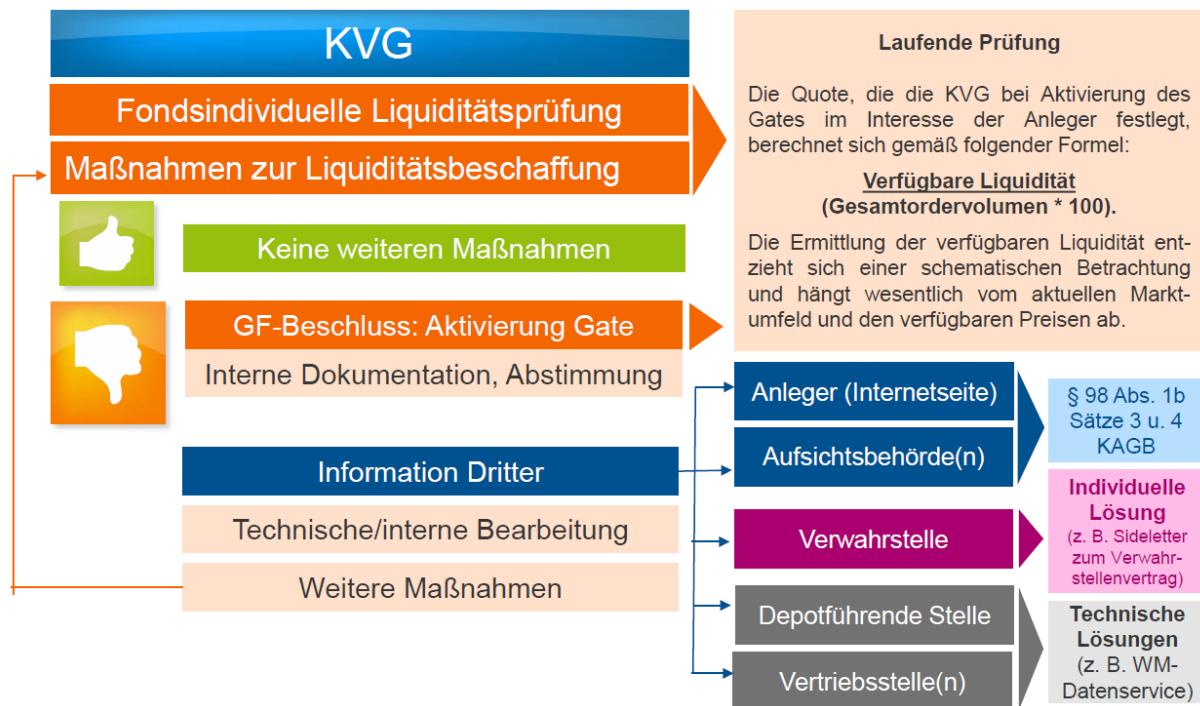 KVG
Fondsindividuelle Liquiditätsprüfung
Maßnahmen zur Liquiditätsbeschaffung
Keine weiteren Maßnahmen
GF-Beschluss: Aktivierung Gate
Interne Dokumentation, Abstimmung
Information Dritter
Technische/interne Bearbeitung
Weitere Maßnahmen
Laufende Prüfung
Die Quote, die die KVG bei Aktivierung des
Gates im Interesse der Anleger festlegt,
berechnet sich gemäß folgender Formel:
Verfügbare Liquidität
(Gesamtordervolumen * 100).
Die Ermittlung der verfügbaren Liquidität ent-
zieht sich einer schematischen Betrachtung
und hängt wesentlich vom aktuellen Markt-
umfeld und den verfügbaren Preisen ab.
Anleger (Internetseite)
Aufsichtsbehörde(n)
Verwahrstelle
Depotführende Stelle
Vertriebsstelle(n)
§ 98 Abs. 1b
Sätze 3 u. 4
KAGB
Individuelle
Lösung
(z. B. Sideletter
zum Verwahr-
stellenvertrag)
Technische
Lösungen
(z. B. WM-
Datenservice)